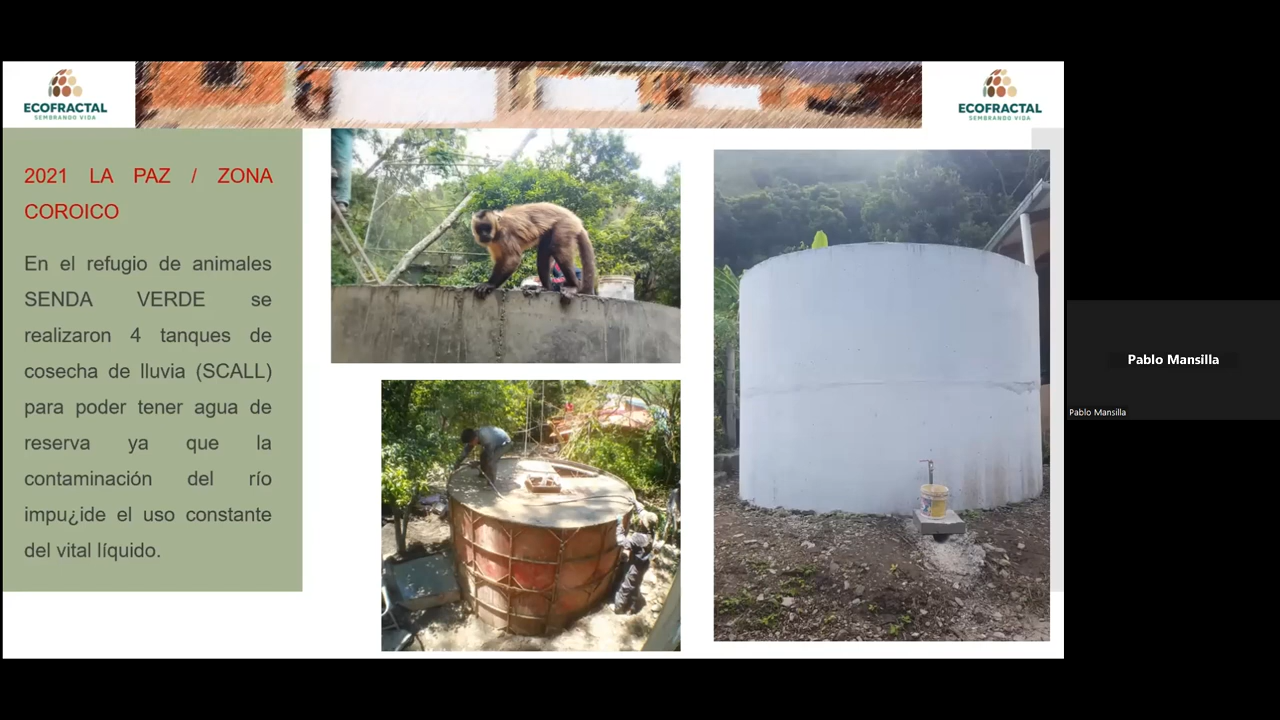 ECOFRACTAL
SEMBRANDO VIDA
ECOFRACTAL
SEMBRANDO VIDA
2021 LA PAZ / ZONA
COROICO
En el refugio de animales
SENDA VERDE se
realizaron 4 tanques de
cosecha de lluvia (SCALL)
para poder tener agua de
reserva ya que la
contaminación del río
impu¿ide el uso constante
del vital líquido.
Pablo Mansilla
Pablo Mansilla